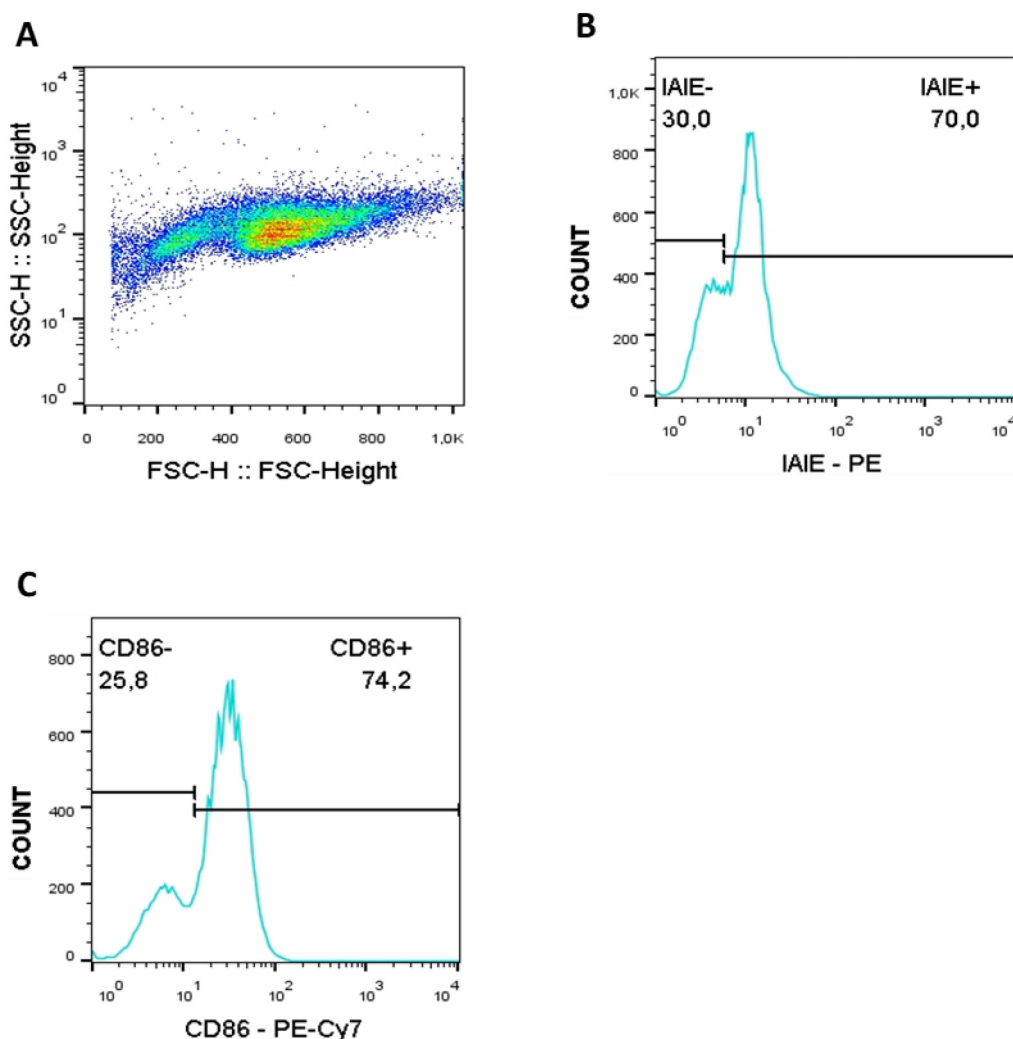 A
10^4
10^3
10^2
10^1
10^0
SSC-H :: SSC-Height
0 200 400 600 800 1,0K
FSC-H :: FSC-Height
B
IAIE- IAIE+
30,0 70,0
1,0K
800
600
400
200
0
COUNT
10^0 10^1 10^2 10^3 10^4
IAIE - PE
C
CD86- CD86+
25,8 74,2
800
600
400
200
0
COUNT
10^0 10^1 10^2 10^3 10^4
CD86 - PE-Cy7